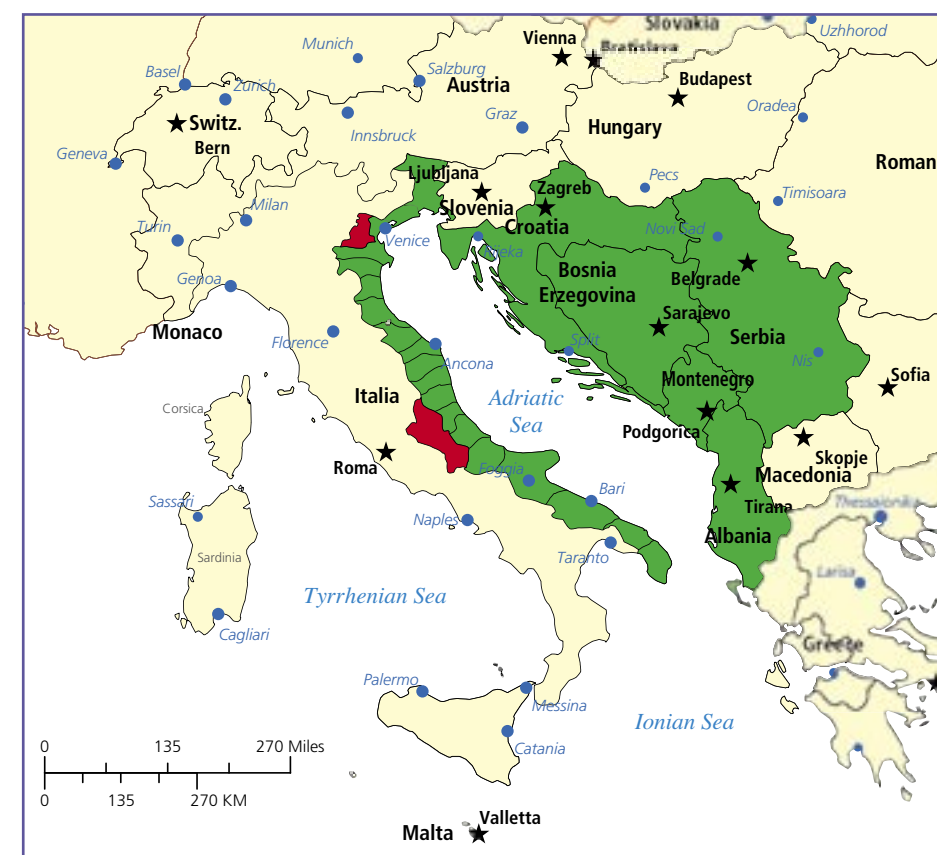 Slovakia
Uzhhorod
Munich
Vienna
Bratislava
Basel
Zurich
Salzburg
Austria
Budapest
Switz.
Bern
Innsbruck
Graz
Hungary
Oradea
Geneva
Roman
Ljubljana
Zagreb
Pecs
Timisoara
Milan
Slovenia
Croatia
Turin
Venice
Rijeka
Novi Sad
Genoa
Bosnia
Erzegovina
Belgrade
Monaco
Florence
Sarajevo
Serbia
Split
Nis
Ancona
Montenegro
Sofia
Corsica
Italia
Adriatic
Sea
Podgorica
Skopje
Macedonia
Roma
Foggia
Sassari
Naples
Bari
Tirana
Thessalonika
Albania
Sardinia
Taranto
Larisa
Tyrrhenian Sea
Cagliari
Greece
Palermo
Messina
Ionian Sea
Catania
0 135 270 Miles
0 135 270 KM
Malta
Valletta